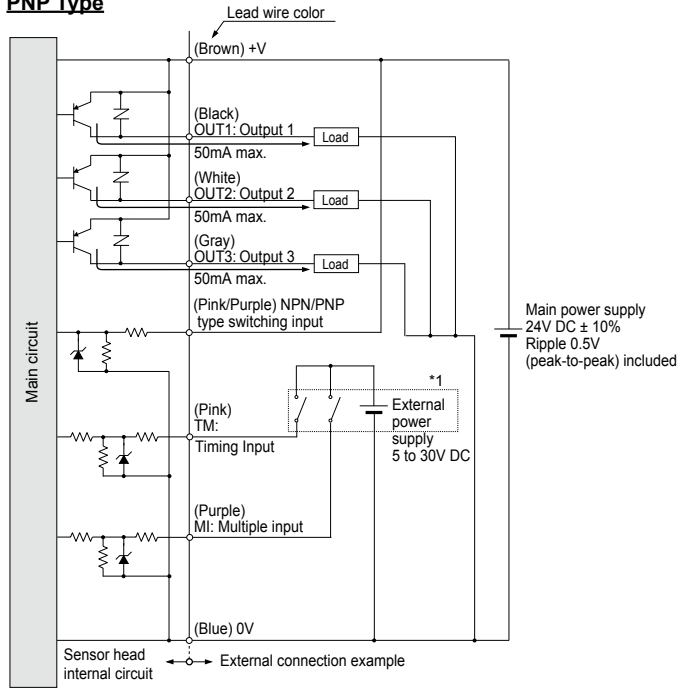 PNP Type
Lead wire color
(Brown) +V
(Black)
OUT1: Output 1
Load
50mA max.
(White)
OUT2: Output 2
Load
50mA max.
(Gray)
OUT3: Output 3
Load
50mA max.
(Pink/Purple) NPN/PNP
type switching input
Main power supply
24V DC ± 10%
Ripple 0.5V
(peak-to-peak) included
Main circuit
*1
External
power
supply
5 to 30V DC
(Pink)
TM:
Timing Input
(Purple)
MI: Multiple input
(Blue) 0V
Sensor head
internal circuit
External connection example